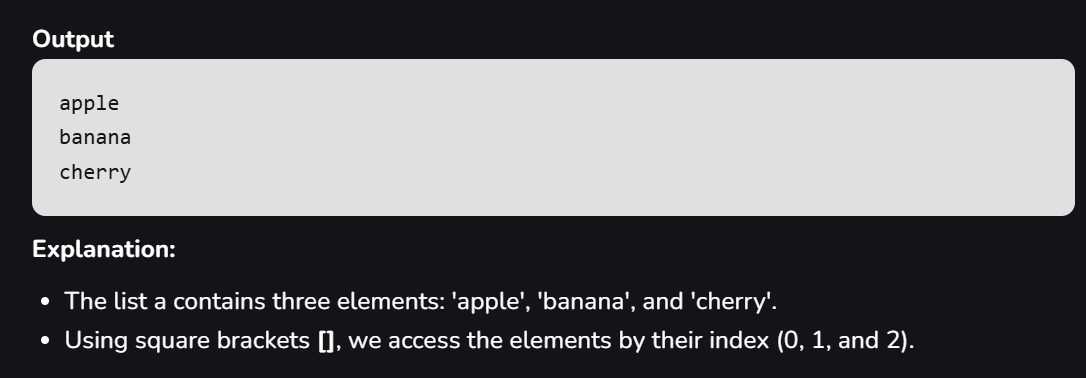 Output
apple
banana
cherry
Explanation:
• The list a contains three elements: 'apple', 'banana', and 'cherry'.
• Using square brackets [], we access the elements by their index (0, 1, and 2).